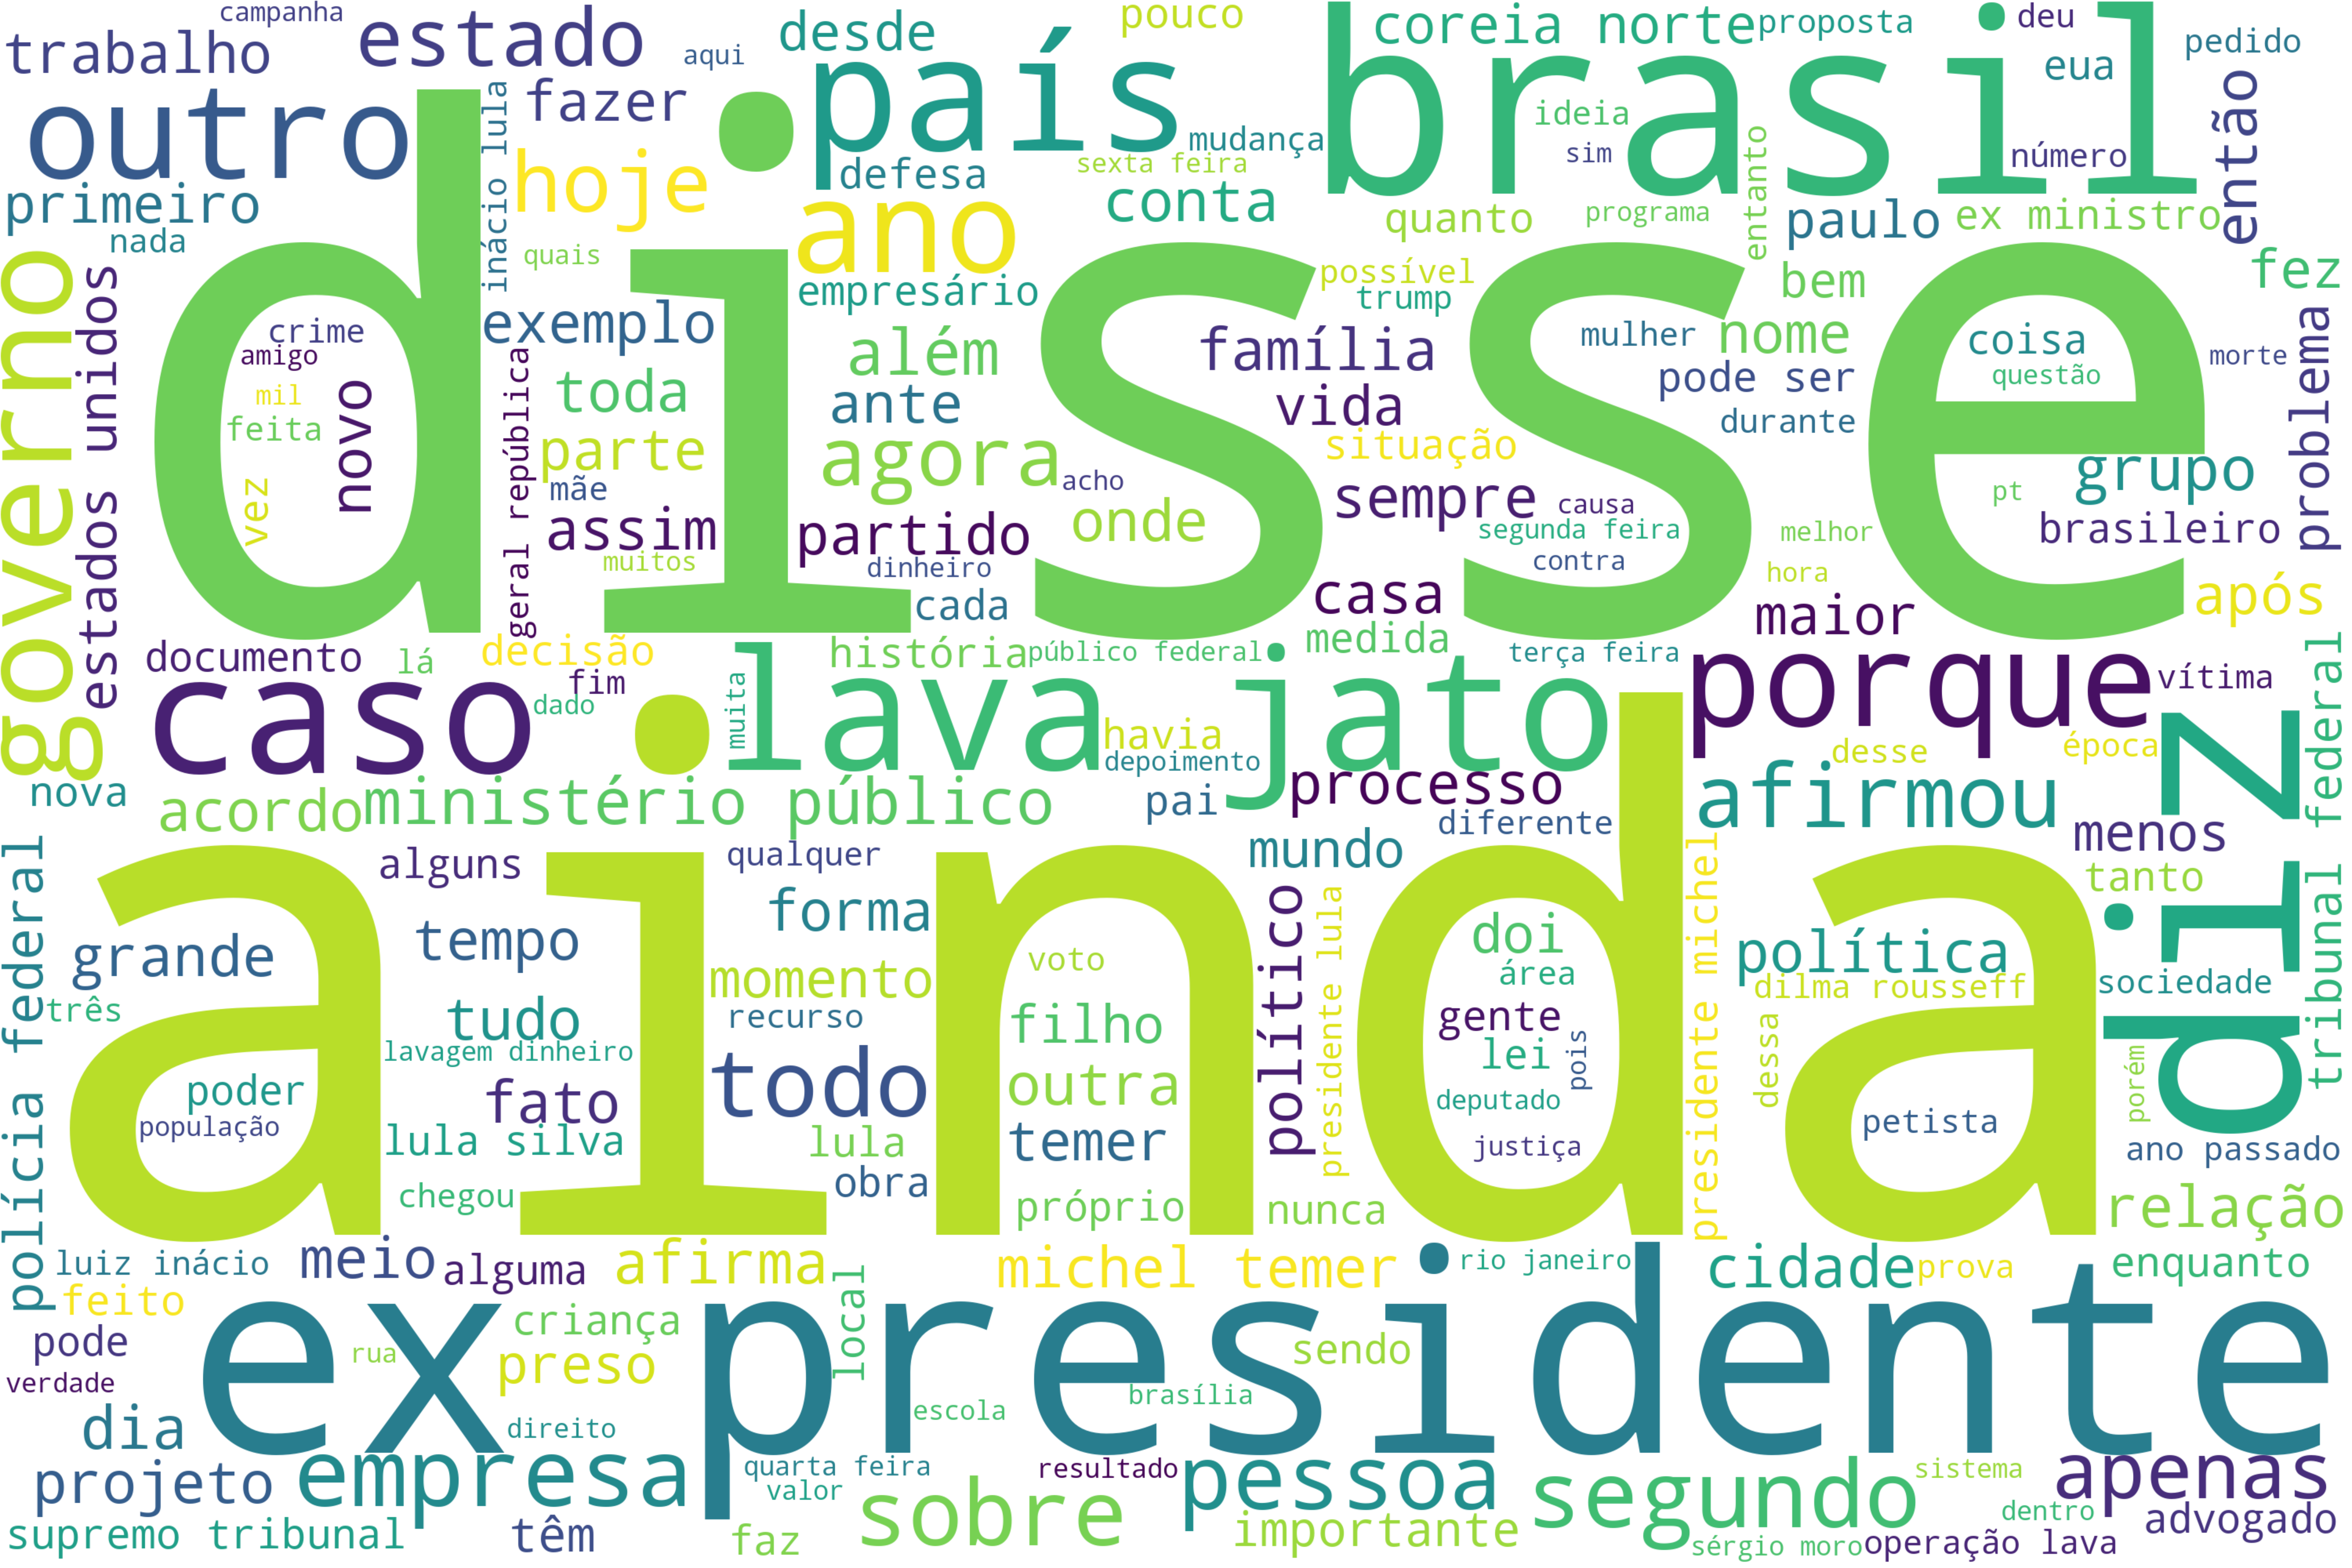 campanha
pouco
coreia norte
proposta
deu
trabalho
estado
aqui
desde
país
brasil
eua
pedido
outro
fazer
inácio lula
mudança
ideia
sim
número
então
primeiro
hoje
defesa
sexta feira
conta
quanto
programa
entanto
paulo
ex ministro
nada
quais
ano
governo
estados unidos
disse
crime
amigo
mil
feita
vez
novo
exemplo
geral república
empresário
possível
trump
bem
fez
toda
além
família
mulher
nome
coisa
questão
morte
problema
parte
ante
vida
pode ser
durante
mãe
agora
acho
situação
sempre
causa
grupo
pt
assim
partido
onde
segunda feira
melhor
brasileiro
muitos
dinheiro
contra
hora
cada
casa
maior
após
documento
lá
decisão
história
público federal
medida
terça feira
fim
caso
dado
muita
lava jato
porque
vítima
tribunal federal
havia
desse
época
depoimento
nova
acordo
ministério público
pai
processo
afirmou
diz
diferente
menos
polícia federal
ainda
alguns
qualquer
mundo
tanto
forma
político
presidente lula
presidente michel
grande
tempo
doi
política
momento
voto
área
dilma rousseff
sociedade
três
tudo
recurso
filho
gente
lei
pois
dessa
lavagem dinheiro
todo
outra
porém
poder
fato
deputado
população
lula silva
lula
temer
justiça
petista
ano passado
chegou
obra
próprio
nunca
relação
luiz inácio
meio
alguma
afirma
local
michel temer
rio janeiro
cidade
prova
enquanto
feito
ex presidente
criança
pode
rua
preso
sendo
verdade
brasília
escola
dia
direito
projeto
empresa
quarta feira
valor
resultado
pessoa
segundo
sistema
apenas
sobre
dentro
supremo tribunal
têm
faz
importante
sérgio moro
operação lava
advogado